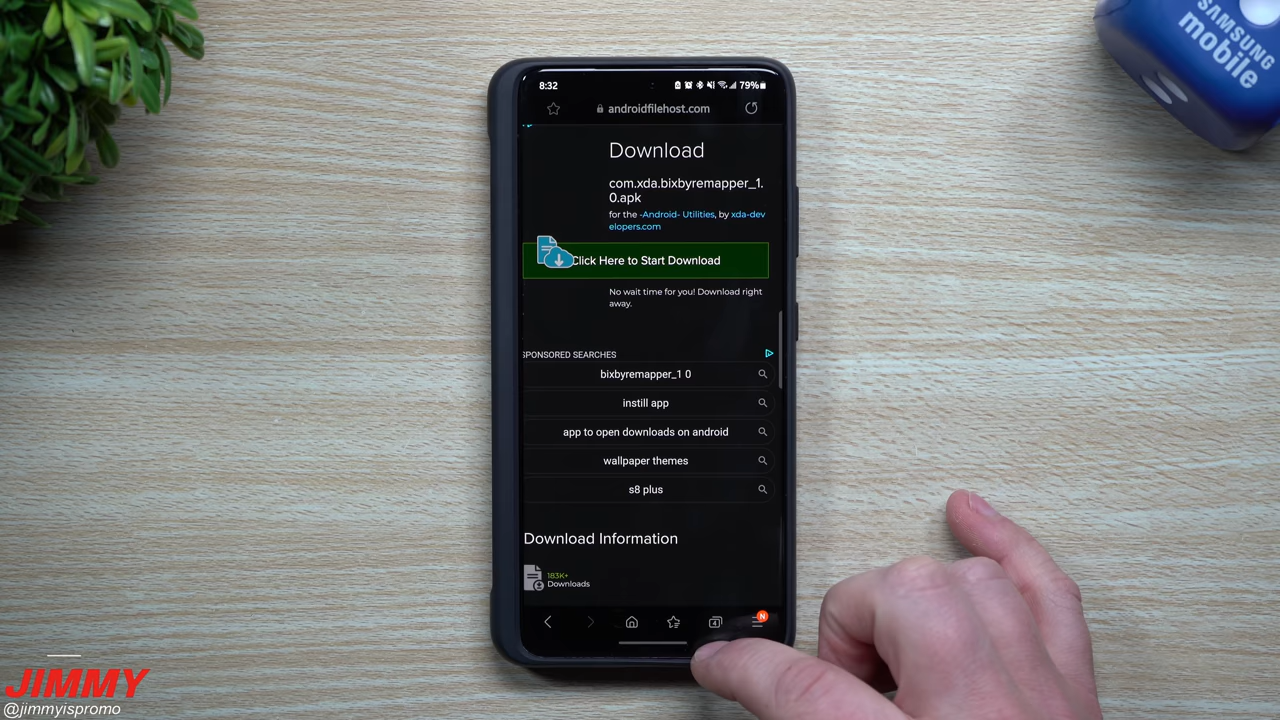 8:32
79%
androidfilehost.com
Download
com.xda.bixbyremapper_1.
0.apk
for the -Android- Utilities, by xda-dev
elopers.com
Click Here to Start Download
No wait time for you! Download right
away.
SPONSORED SEARCHES
bixbyremapper_1 0
instill app
app to open downloads on android
wallpaper themes
s8 plus
Download Information
183K+
Downloads
4
N
SAMSUNG
mobile
JIMMY
@jimmyispromo